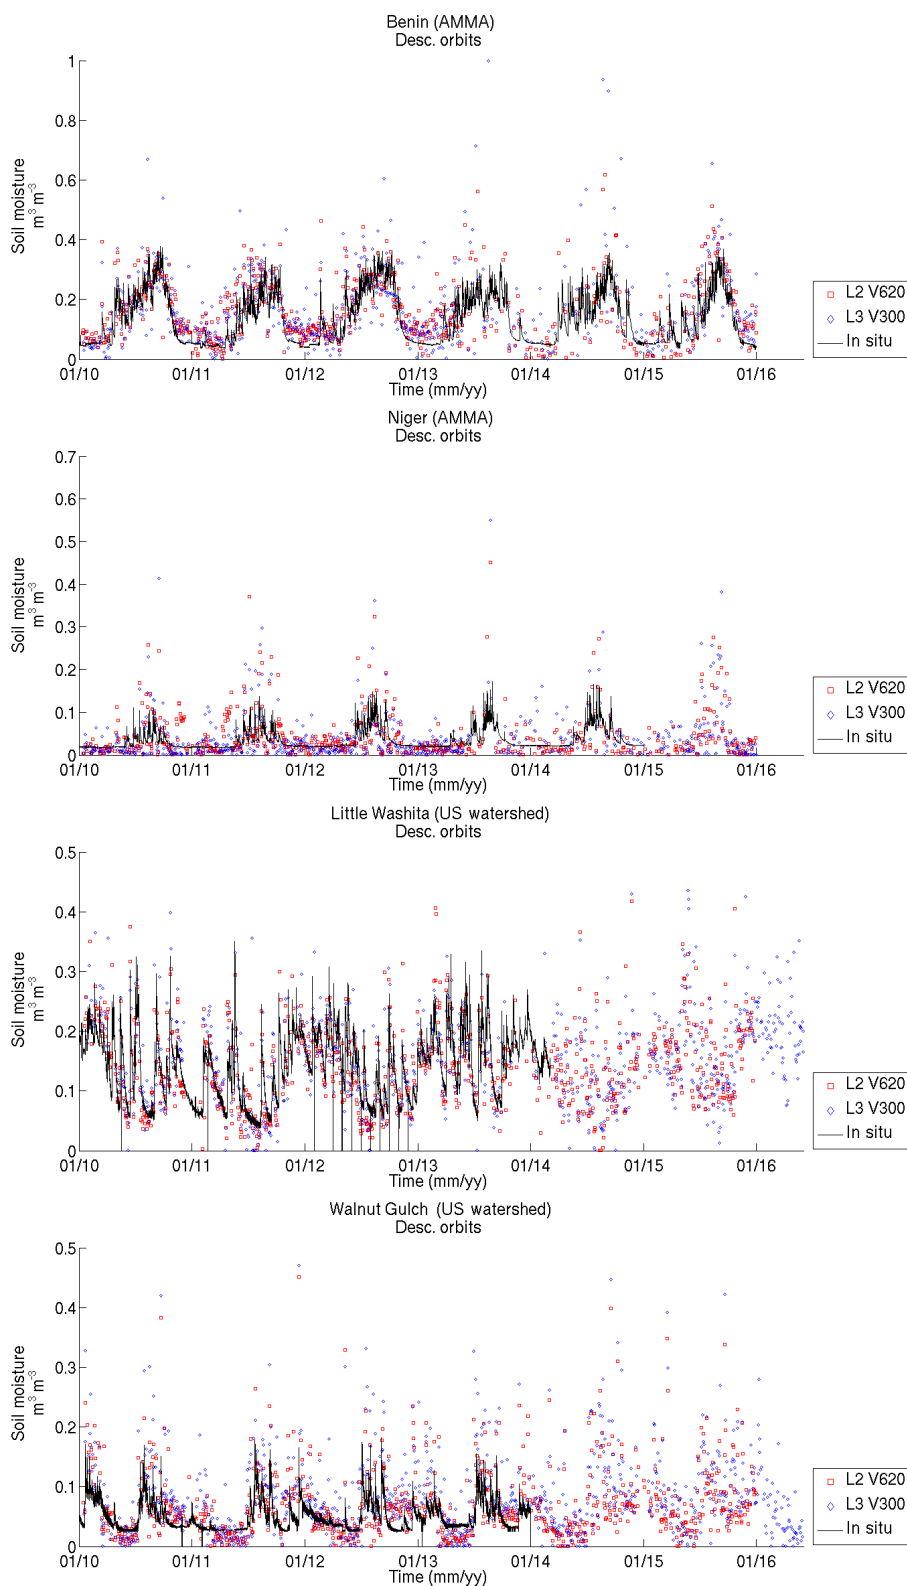 Benin (AMMA)
Desc. orbits
Soil moisture
m³ m⁻³
1
0.8
0.6
0.4
0.2
0
01/10 01/11 01/12 01/13 01/14 01/15 01/16
Time (mm/yy)
L2 V620
L3 V300
In situ
Niger (AMMA)
Desc. orbits
Soil moisture
m³ m⁻³
0.7
0.6
0.5
0.4
0.3
0.2
0.1
0
01/10 01/11 01/12 01/13 01/14 01/15 01/16
Time (mm/yy)
L2 V620
L3 V300
In situ
Little Washita (US watershed)
Desc. orbits
Soil moisture
m³ m⁻³
0.5
0.4
0.3
0.2
0.1
0
01/10 01/11 01/12 01/13 01/14 01/15 01/16
Time (mm/yy)
L2 V620
L3 V300
In situ
Walnut Gulch (US watershed)
Desc. orbits
Soil moisture
m³ m⁻³
0.5
0.4
0.3
0.2
0.1
0
01/10 01/11 01/12 01/13 01/14 01/15 01/16
Time (mm/yy)
L2 V620
L3 V300
In situ